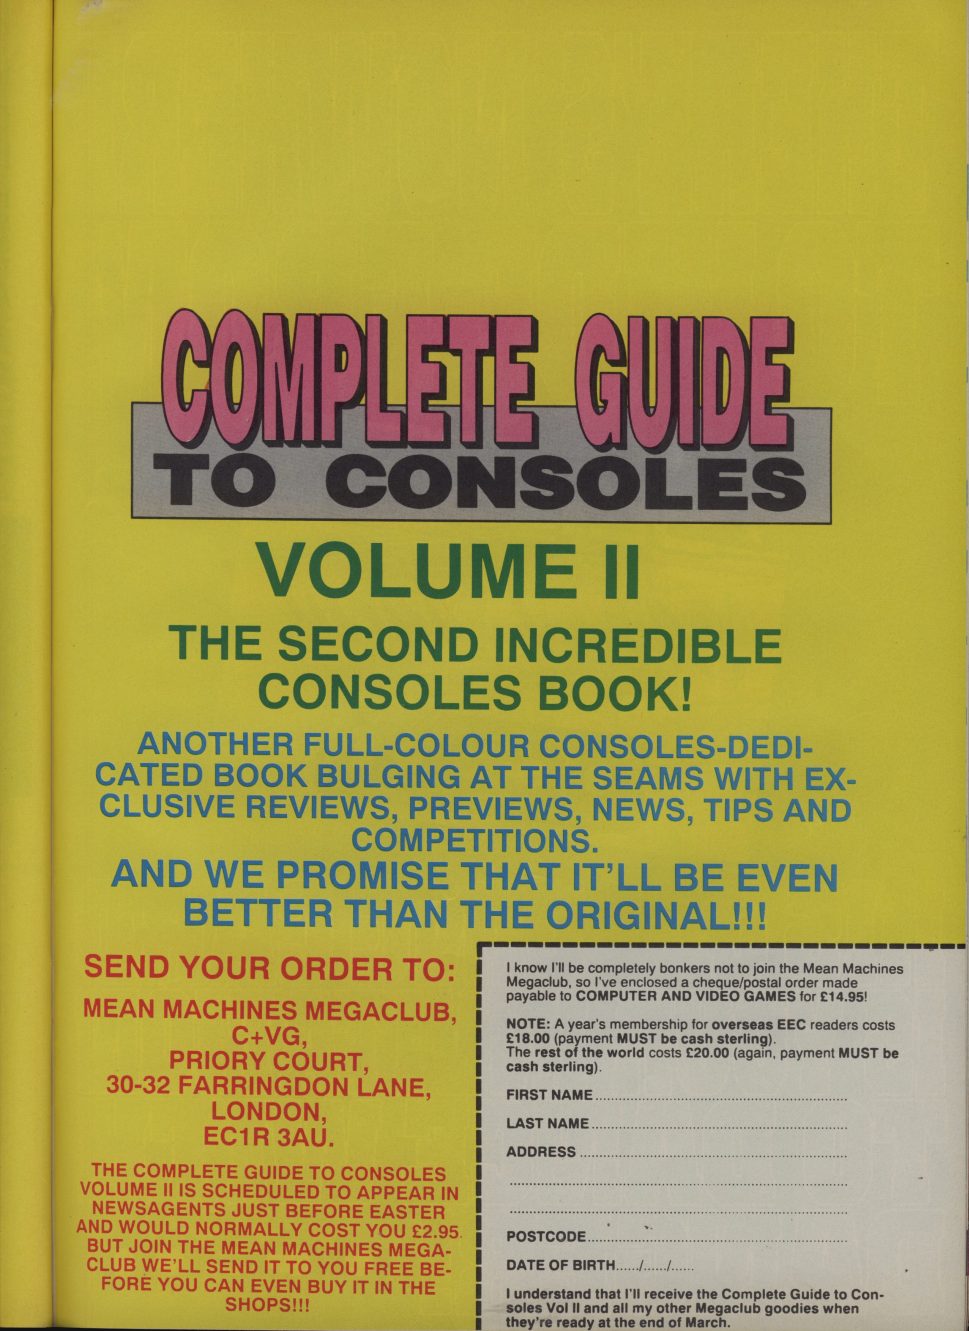 COMPLETE GUIDE
TO CONSOLES
VOLUME II
THE SECOND INCREDIBLE
CONSOLES BOOK!
ANOTHER FULL-COLOUR CONSOLES-DEDI-
CATED BOOK BULGING AT THE SEAMS WITH EX-
CLUSIVE REVIEWS, PREVIEWS, NEWS, TIPS AND
COMPETITIONS.
AND WE PROMISE THAT IT'LL BE EVEN
BETTER THAN THE ORIGINAL!!!
SEND YOUR ORDER TO:
MEAN MACHINES MEGACLUB,
C+VG,
PRIORY COURT,
30-32 FARRINGDON LANE,
LONDON,
EC1R 3AU.
THE COMPLETE GUIDE TO CONSOLES
VOLUME II IS SCHEDULED TO APPEAR IN
NEWSAGENTS JUST BEFORE EASTER
AND WOULD NORMALLY COST YOU £2.95.
BUT JOIN THE MEAN MACHINES MEGA-
CLUB WE'LL SEND IT TO YOU FREE BE-
FORE YOU CAN EVEN BUY IT IN THE
SHOPS!!!
I know I'll be completely bonkers not to join the Mean Machines
Megaclub, so I've enclosed a cheque/postal order made
payable to COMPUTER AND VIDEO GAMES for £14.95!
NOTE: A year's membership for overseas EEC readers costs
£18.00 (payment MUST be cash sterling).
The rest of the world costs £20.00 (again, payment MUST be
cash sterling).
FIRST NAME
LAST NAME
ADDRESS
POSTCODE
DATE OF BIRTH....../....../......
I understand that I'll receive the Complete Guide to Con-
soles Vol II and all my other Megaclub goodies when
they're ready at the end of March.